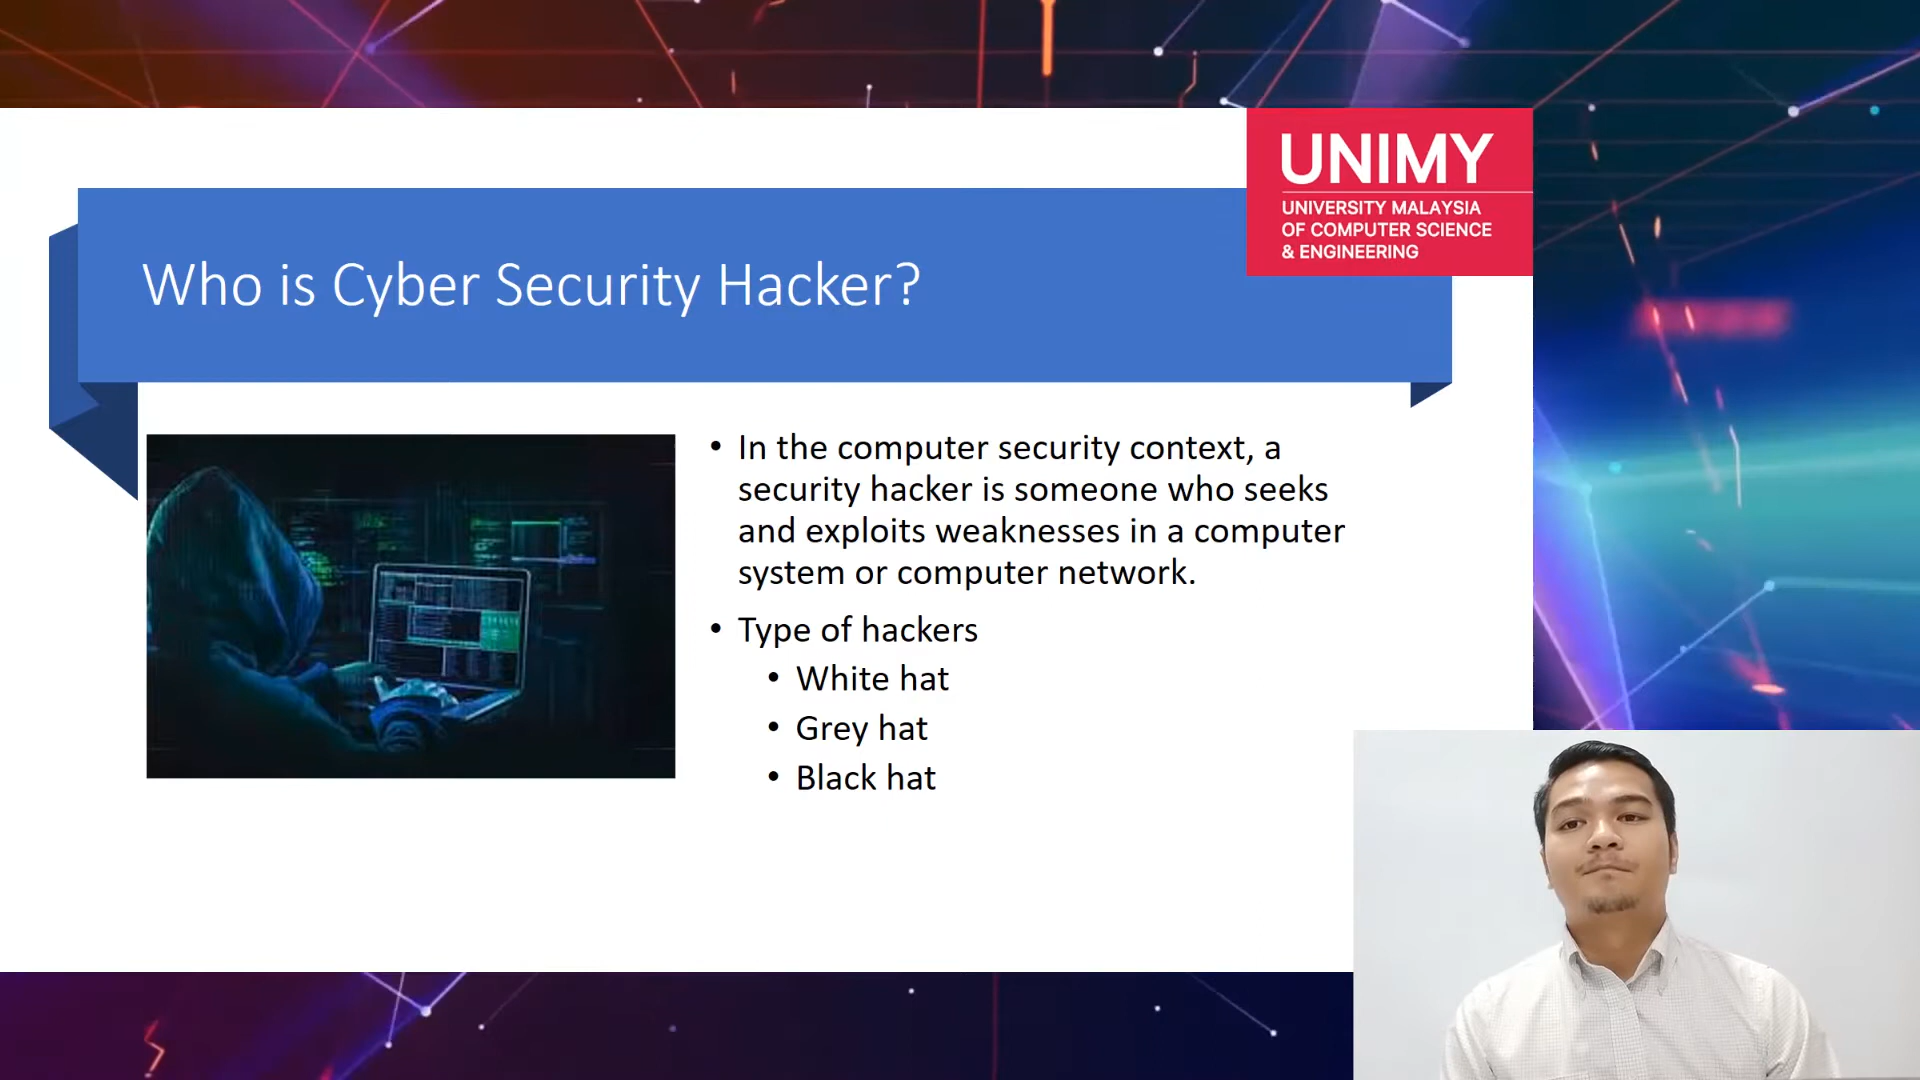 UNIMY
UNIVERSITY MALAYSIA
OF COMPUTER SCIENCE
& ENGINEERING
Who is Cyber Security Hacker?
• In the computer security context, a
security hacker is someone who seeks
and exploits weaknesses in a computer
system or computer network.
• Type of hackers
• White hat
• Grey hat
• Black hat